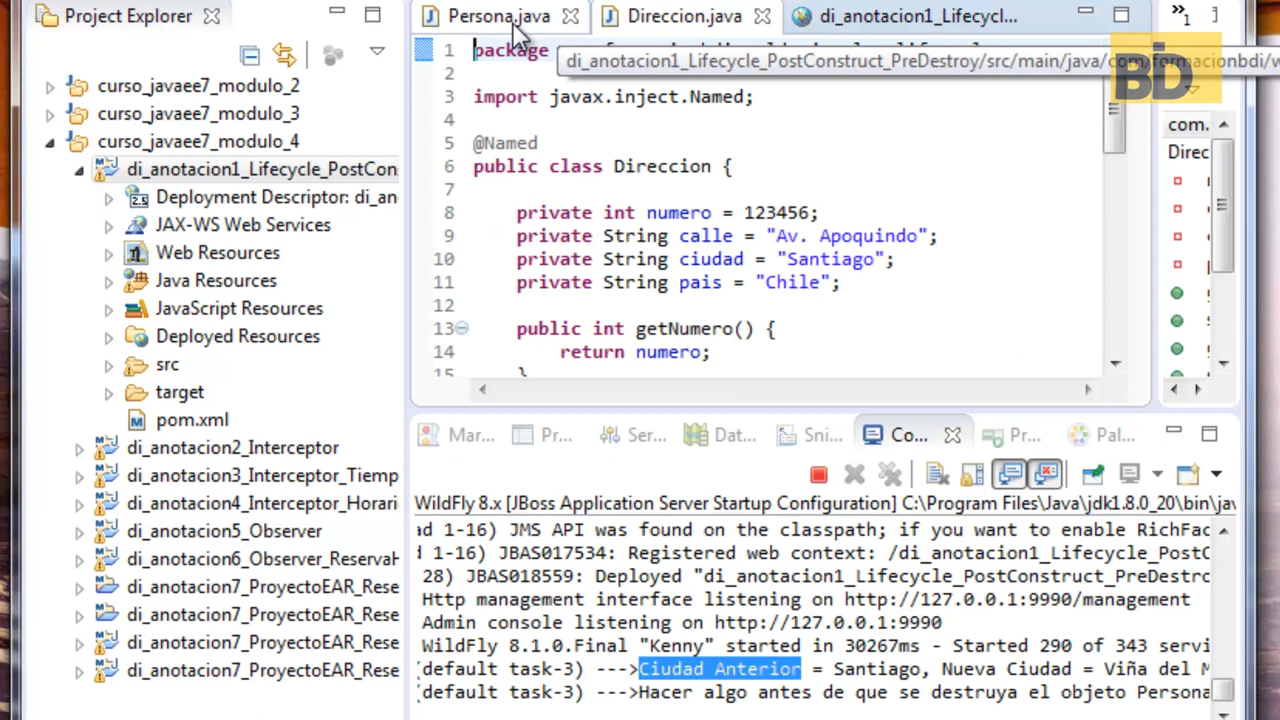 Project Explorer
curso_javaee7_modulo_2
curso_javaee7_modulo_3
curso_javaee7_modulo_4
di_anotacion1_Lifecycle_PostCon
Deployment Descriptor: di_an
JAX-WS Web Services
Web Resources
Java Resources
JavaScript Resources
Deployed Resources
src
target
pom.xml
di_anotacion2_Interceptor
di_anotacion3_Interceptor_Tiemp
di_anotacion4_Interceptor_Horari
di_anotacion5_Observer
di_anotacion6_Observer_ReservaH
di_anotacion7_ProyectoEAR_Rese
di_anotacion7_ProyectoEAR_Rese
di_anotacion7_ProyectoEAR_Rese
di_anotacion7_ProyectoEAR_Rese
Persona.java Direccion.java di_anotacion1_Lifecycl... »1
di_anotacion1_Lifecycle_PostConstruct_PreDestroy/src/main/java/com/formacionbdi/w
BDI
1 package
2
3 import javax.inject.Named;
4
5 @Named
6 public class Direccion {
7
8 private int numero = 123456;
9 private String calle = "Av. Apoquindo";
10 private String ciudad = "Santiago";
11 private String pais = "Chile";
12
13 public int getNumero() {
14 return numero;
15 }
com.
Direc
Mar... Pr... Ser... Dat... Sni... Co... Pr... Pal...
WildFly 8.x [JBoss Application Server Startup Configuration] C:\Program Files\Java\jdk1.8.0_20\bin\jav
ad 1-16) JMS API was found on the classpath; if you want to enable RichFac
d 1-16) JBAS017534: Registered web context: /di_anotacion1_Lifecycle_PostC
28) JBAS018559: Deployed "di_anotacion1_Lifecycle_PostConstruct_PreDestro
Http management interface listening on http://127.0.0.1:9990/management
Admin console listening on http://127.0.0.1:9990
WildFly 8.1.0.Final "Kenny" started in 30267ms - Started 290 of 343 servi
(default task-3) --->Ciudad Anterior = Santiago, Nueva Ciudad = Viña del M
(default task-3) --->Hacer algo antes de que se destruya el objeto Persona